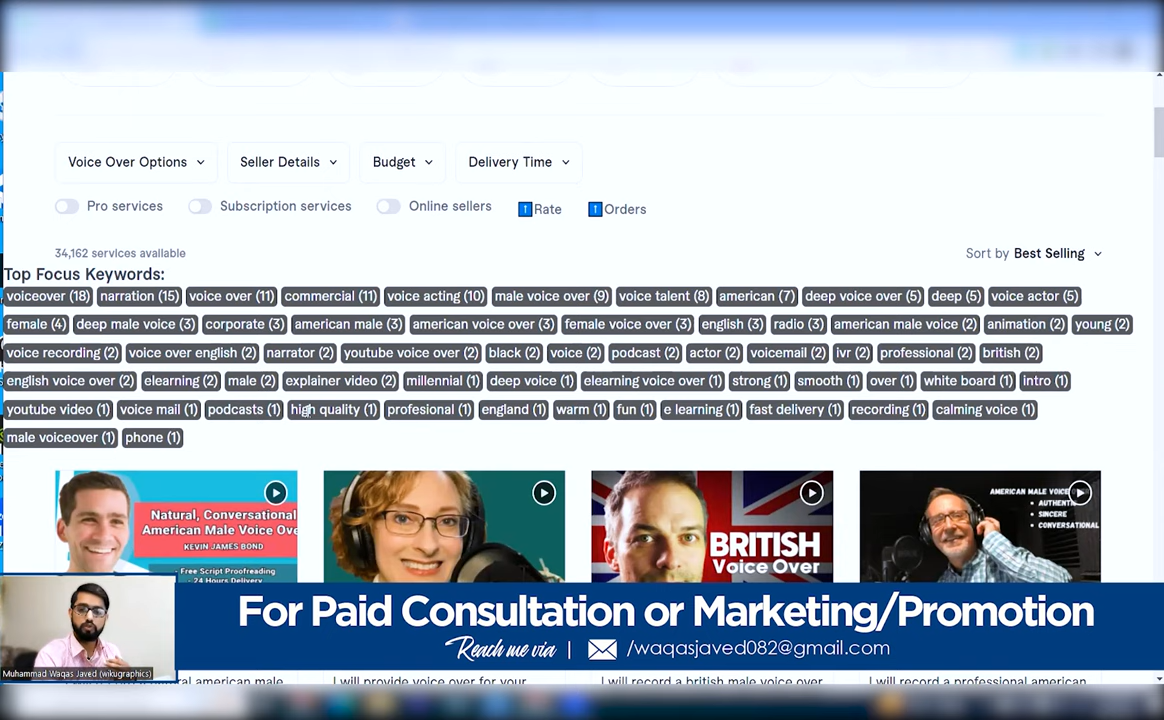 Voice Over Options Seller Details Budget Delivery Time
Pro services Subscription services Online sellers ↑Rate ↑Orders
34,162 services available Sort by Best Selling
Top Focus Keywords:
voiceover (18) narration (15) voice over (11) commercial (11) voice acting (10) male voice over (9) voice talent (8) american (7) deep voice over (5) deep (5) voice actor (5)
female (4) deep male voice (3) corporate (3) american male (3) american voice over (3) female voice over (3) english (3) radio (3) american male voice (2) animation (2) young (2)
voice recording (2) voice over english (2) narrator (2) youtube voice over (2) black (2) voice (2) podcast (2) actor (2) voicemail (2) ivr (2) professional (2) british (2)
english voice over (2) elearning (2) male (2) explainer video (2) millennial (1) deep voice (1) elearning voice over (1) strong (1) smooth (1) over (1) white board (1) intro (1)
youtube video (1) voice mail (1) podcasts (1) high quality (1) profesional (1) england (1) warm (1) fun (1) e learning (1) fast delivery (1) recording (1) calming voice (1)
male voiceover (1) phone (1)
Natural, Conversational
American Male Voice Ove
KEVIN JAMES BOND
- Free Script Proofreading
- 24 Hours Delivery
BRITISH
Voice Over
AMERICAN MALE VOICE
• AUTHENTI
• SINCERE
• CONVERSATIONAL
For Paid Consultation or Marketing/Promotion
Reach me via | /waqasjaved082@gmail.com
Muhammad Waqas Javed (wikugraphics)
natural american male I will provide voice over for your I will record a british male voice over I will record a professional american